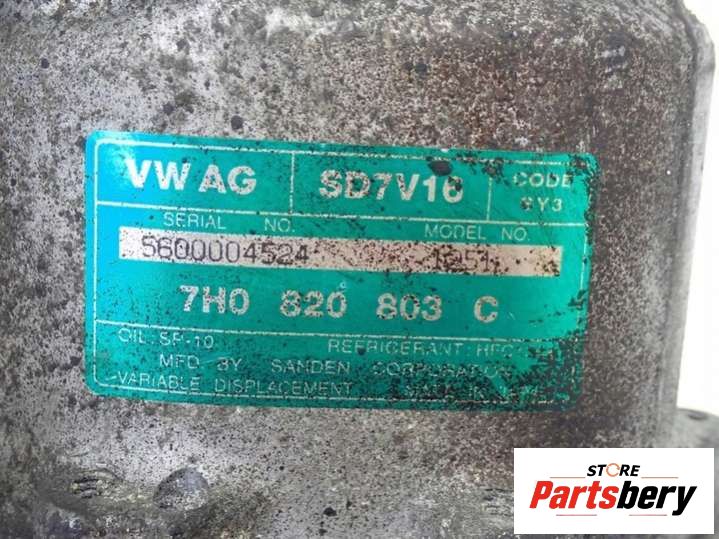 VW AG SD7V16 CODE
SERIAL NO. MODEL NO.
5600004524
7H0 820 803 C
OIL: SP-10 REFRIGERANT:
MFD BY SANDEN CORPORATION
VARIABLE DISPLACEMENT
STORE
Partsbery